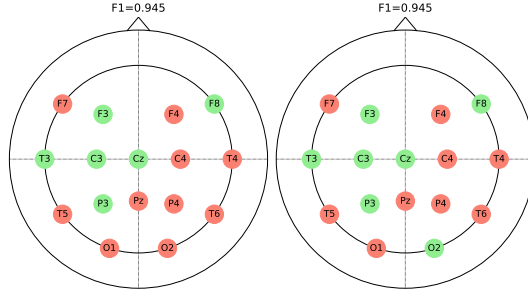 F1=0.945 F1=0.945
F7 F3 F4 F8 F7 F3 F4 F8
T3 C3 Cz C4 T4 T3 C3 Cz C4 T4
T5 P3 Pz P4 T6 T5 P3 Pz P4 T6
O1 O2 O1 O2